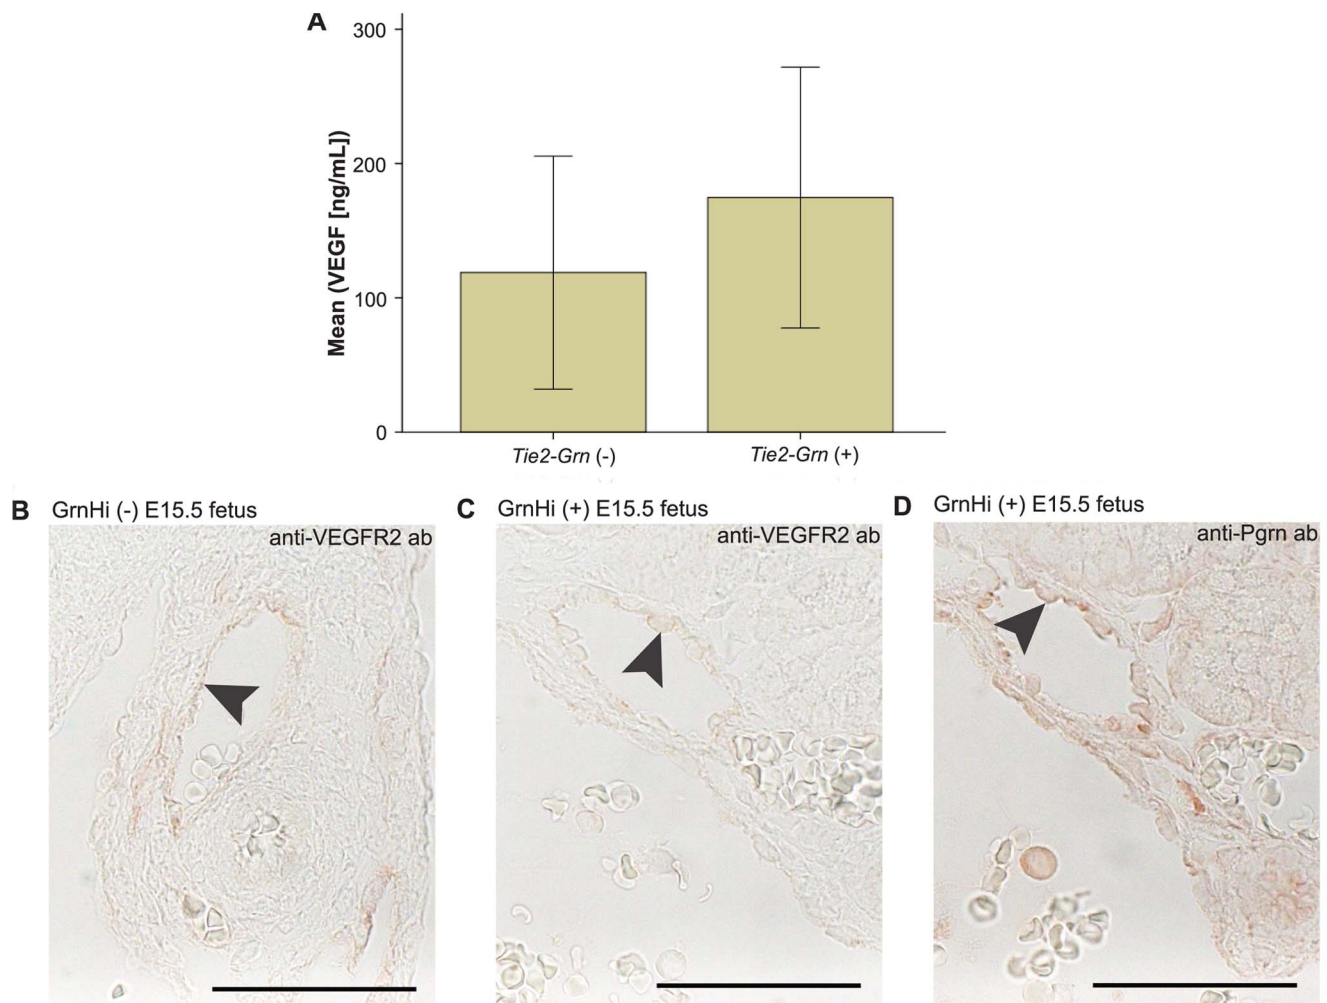 A
300
200
100
0
Mean (VEGF [ng/mL])
Tie2-Grn (-)
Tie2-Grn (+)
B GrnHi (-) E15.5 fetus
anti-VEGFR2 ab
C GrnHi (+) E15.5 fetus
anti-VEGFR2 ab
D GrnHi (+) E15.5 fetus
anti-Pgrn ab